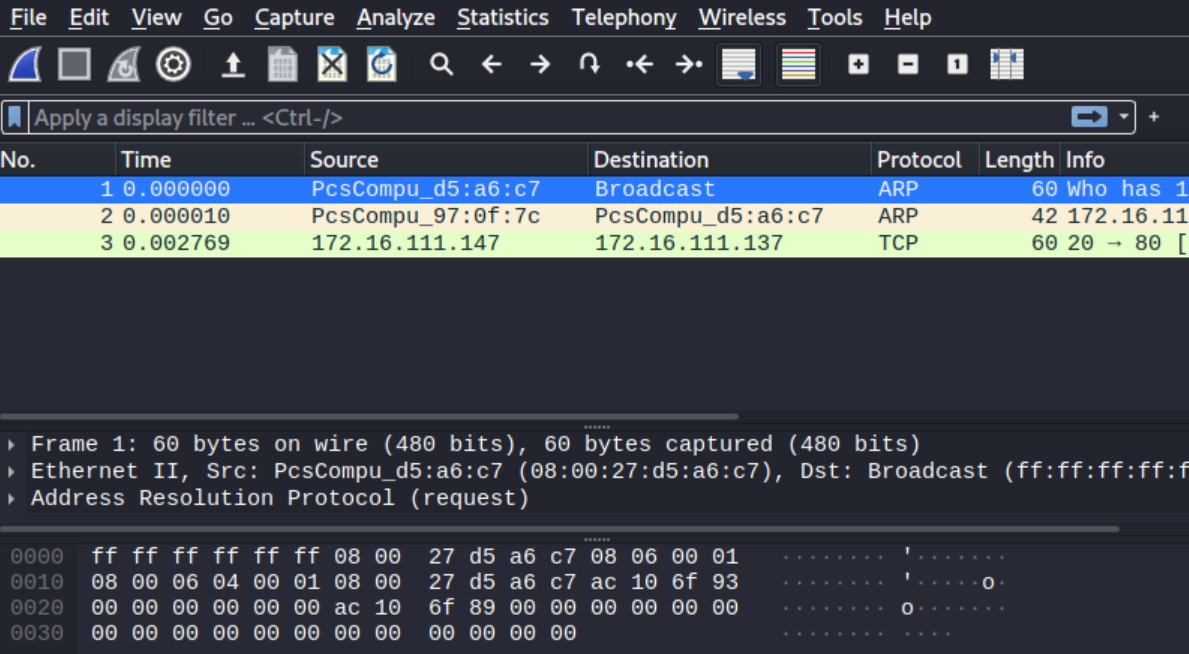 File Edit View Go Capture Analyze Statistics Telephony Wireless Tools Help
Apply a display filter ... <Ctrl-/> +
No. Time Source Destination Protocol Length Info
1 0.000000 PcsCompu_d5:a6:c7 Broadcast ARP 60 Who has 1
2 0.000010 PcsCompu_97:0f:7c PcsCompu_d5:a6:c7 ARP 42 172.16.11
3 0.002769 172.16.111.147 172.16.111.137 TCP 60 20 → 80 [
Frame 1: 60 bytes on wire (480 bits), 60 bytes captured (480 bits)
Ethernet II, Src: PcsCompu_d5:a6:c7 (08:00:27:d5:a6:c7), Dst: Broadcast (ff:ff:ff:ff:f
Address Resolution Protocol (request)
0000 ff ff ff ff ff ff 08 00 27 d5 a6 c7 08 06 00 01 ········ '·······
0010 08 00 06 04 00 01 08 00 27 d5 a6 c7 ac 10 6f 93 ········ '·····o·
0020 00 00 00 00 00 00 ac 10 6f 89 00 00 00 00 00 00 ········ o·······
0030 00 00 00 00 00 00 00 00 00 00 00 00 ········ ····